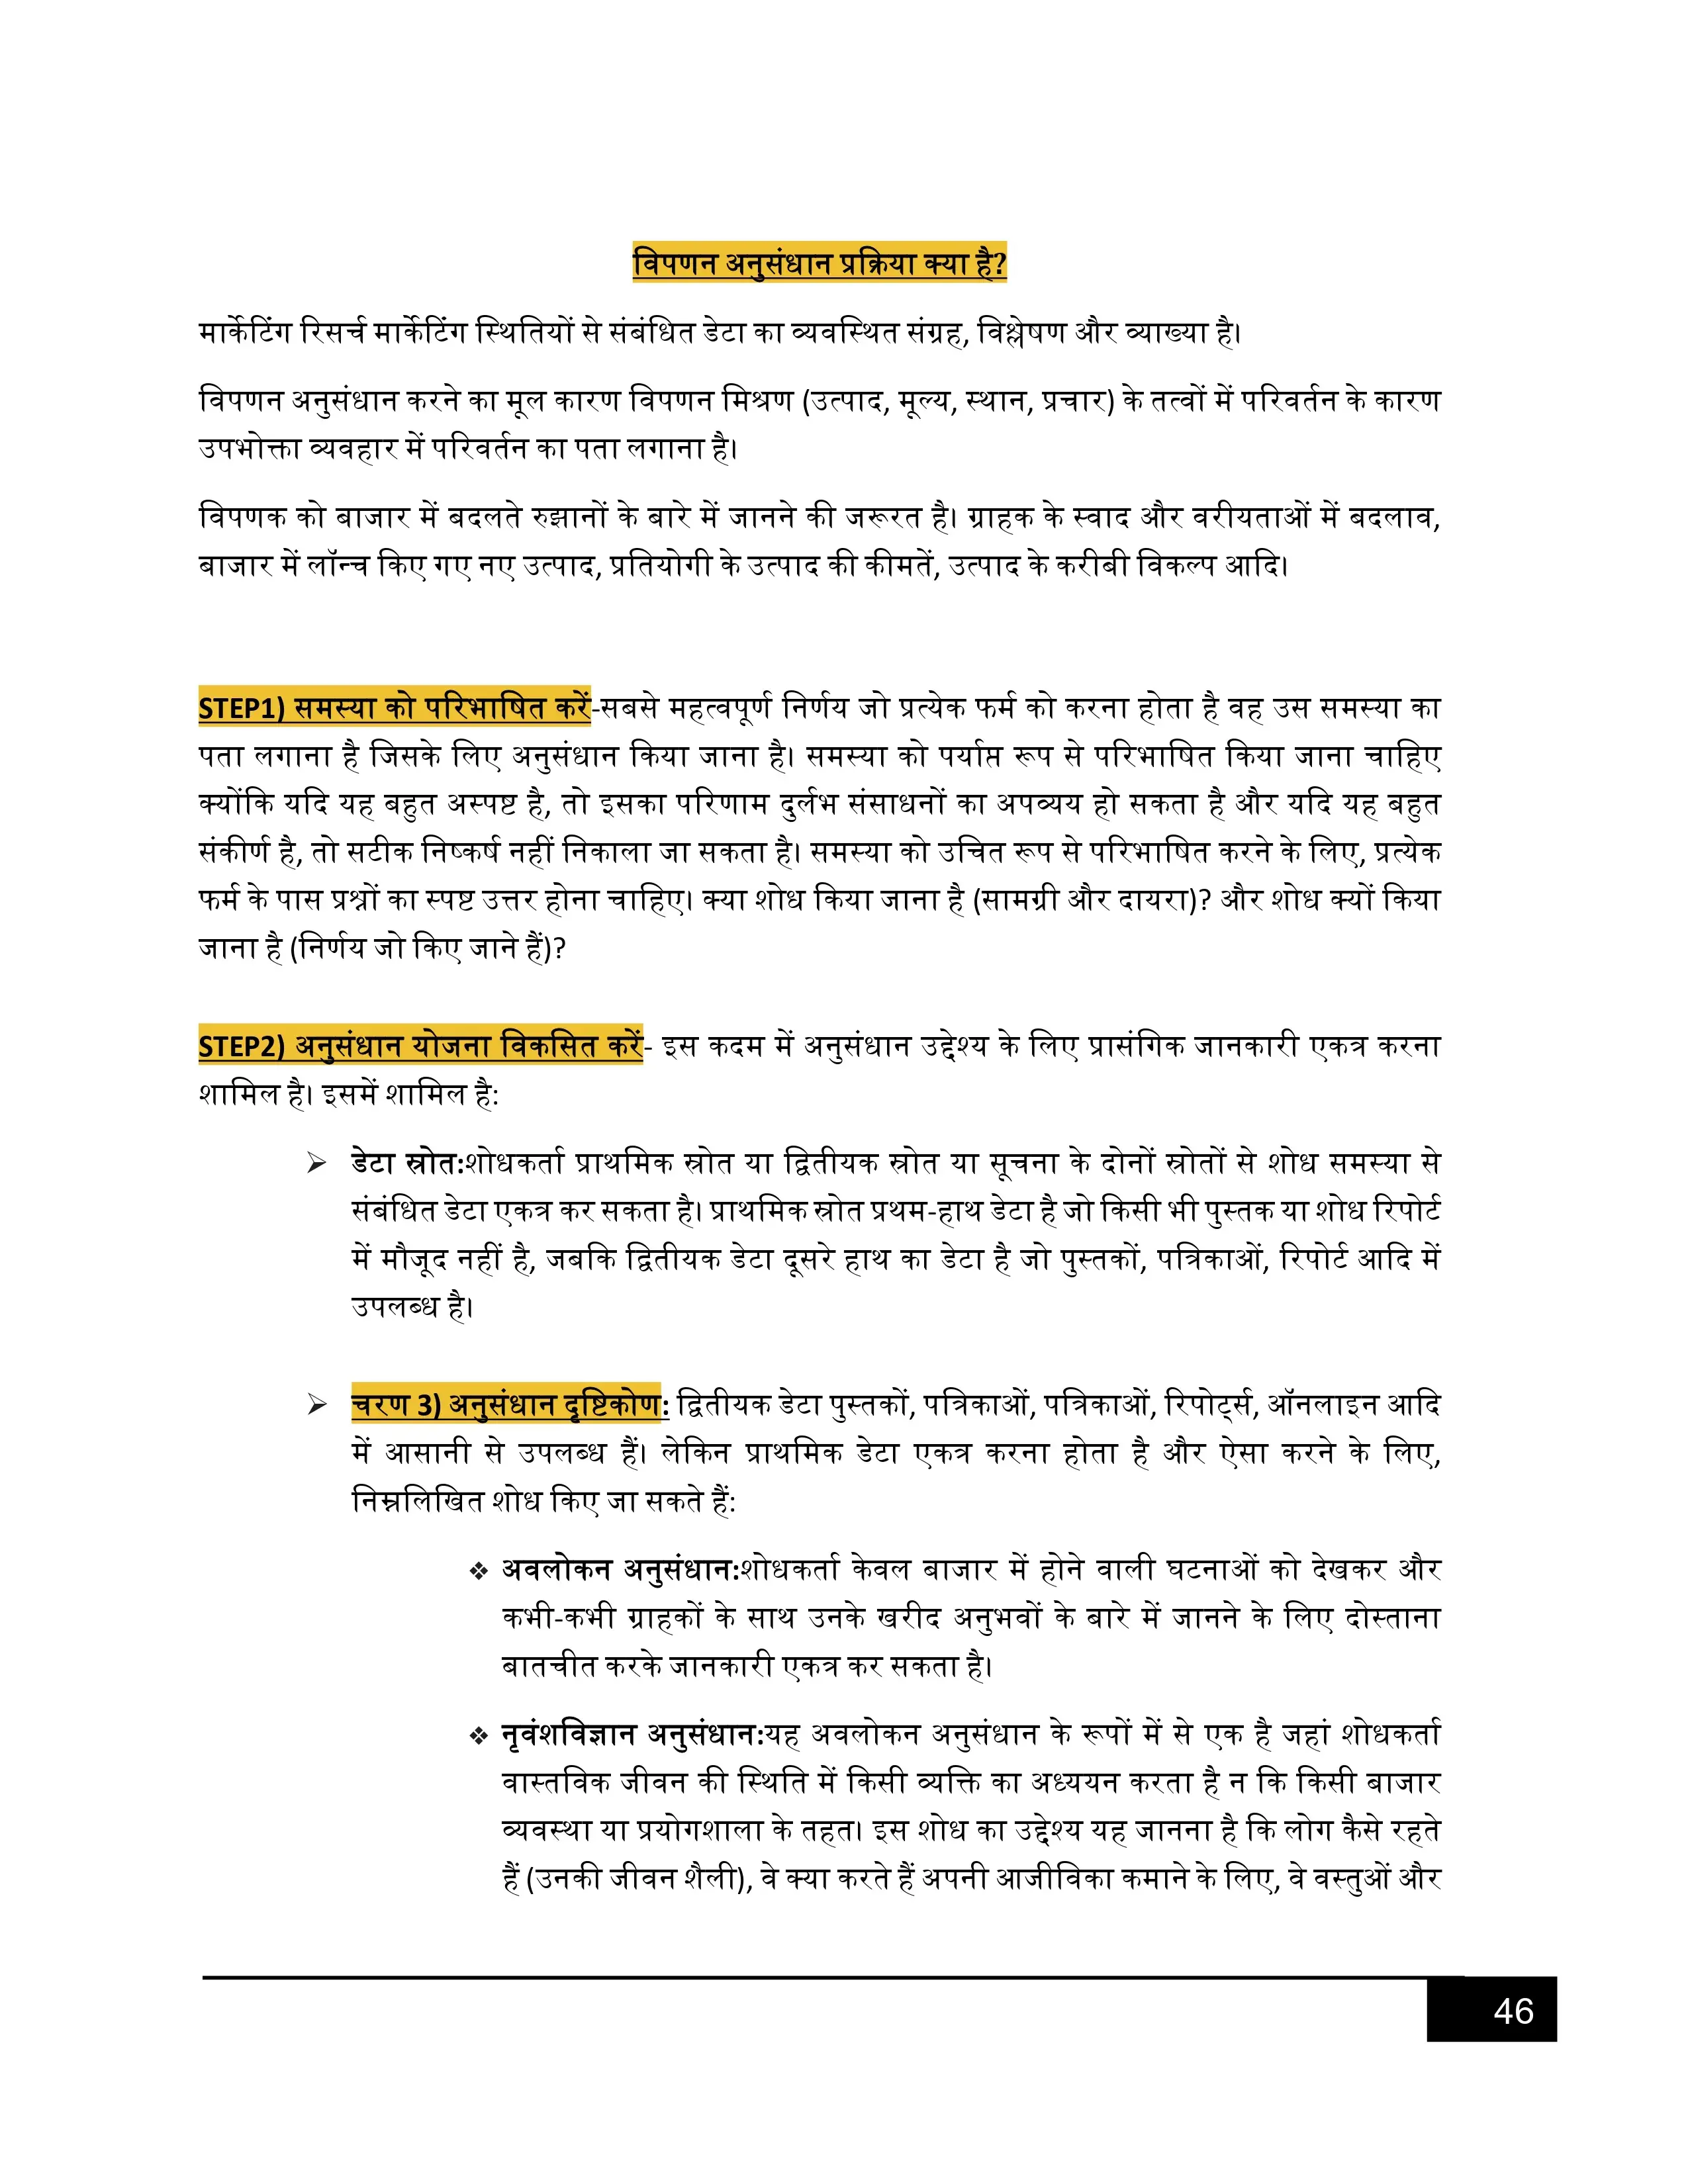 विपणन अनुसंधान प्रक्रिया क्या है?
मार्केटिंग रिसर्च मार्केटिंग स्थितियों से संबंधित डेटा का व्यवस्थित संग्रह, विश्लेषण और व्याख्या है।
विपणन अनुसंधान करने का मूल कारण विपणन मिश्रण (उत्पाद, मूल्य, स्थान, प्रचार) के तत्वों में परिवर्तन के कारण
उपभोक्ता व्यवहार में परिवर्तन का पता लगाना है।
विपणक को बाजार में बदलते रुझानों के बारे में जानने की जरूरत है। ग्राहक के स्वाद और वरीयताओं में बदलाव,
बाजार में लॉन्च किए गए नए उत्पाद, प्रतियोगी के उत्पाद की कीमतें, उत्पाद के करीबी विकल्प आदि।
STEP1) समस्या को परिभाषित करें-सबसे महत्वपूर्ण निर्णय जो प्रत्येक फर्म को करना होता है वह उस समस्या का
पता लगाना है जिसके लिए अनुसंधान किया जाना है। समस्या को पर्याप्त रूप से परिभाषित किया जाना चाहिए
क्योंकि यदि यह बहुत अस्पष्ट है, तो इसका परिणाम दुर्लभ संसाधनों का अपव्यय हो सकता है और यदि यह बहुत
संकीर्ण है, तो सटीक निष्कर्ष नहीं निकाला जा सकता है। समस्या को उचित रूप से परिभाषित करने के लिए, प्रत्येक
फर्म के पास प्रश्नों का स्पष्ट उत्तर होना चाहिए। क्या शोध किया जाना है (सामग्री और दायरा)? और शोध क्यों किया
जाना है (निर्णय जो किए जाने हैं)?
STEP2) अनुसंधान योजना विकसित करें- इस कदम में अनुसंधान उद्देश्य के लिए प्रासंगिक जानकारी एकत्र करना
शामिल है। इसमें शामिल है:
➢ डेटा स्रोत:शोधकर्ता प्राथमिक स्रोत या द्वितीयक स्रोत या सूचना के दोनों स्रोतों से शोध समस्या से
संबंधित डेटा एकत्र कर सकता है। प्राथमिक स्रोत प्रथम-हाथ डेटा है जो किसी भी पुस्तक या शोध रिपोर्ट
में मौजूद नहीं है, जबकि द्वितीयक डेटा दूसरे हाथ का डेटा है जो पुस्तकों, पत्रिकाओं, रिपोर्ट आदि में
उपलब्ध है।
➢ चरण 3) अनुसंधान दृष्टिकोण: द्वितीयक डेटा पुस्तकों, पत्रिकाओं, पत्रिकाओं, रिपोर्ट्स, ऑनलाइन आदि
में आसानी से उपलब्ध हैं। लेकिन प्राथमिक डेटा एकत्र करना होता है और ऐसा करने के लिए,
निम्नलिखित शोध किए जा सकते हैं:
❖ अवलोकन अनुसंधान:शोधकर्ता केवल बाजार में होने वाली घटनाओं को देखकर और
कभी-कभी ग्राहकों के साथ उनके खरीद अनुभवों के बारे में जानने के लिए दोस्ताना
बातचीत करके जानकारी एकत्र कर सकता है।
❖ नृवंशविज्ञान अनुसंधान:यह अवलोकन अनुसंधान के रूपों में से एक है जहां शोधकर्ता
वास्तविक जीवन की स्थिति में किसी व्यक्ति का अध्ययन करता है न कि किसी बाजार
व्यवस्था या प्रयोगशाला के तहत। इस शोध का उद्देश्य यह जानना है कि लोग कैसे रहते
हैं (उनकी जीवन शैली), वे क्या करते हैं अपनी आजीविका कमाने के लिए, वे वस्तुओं और
46